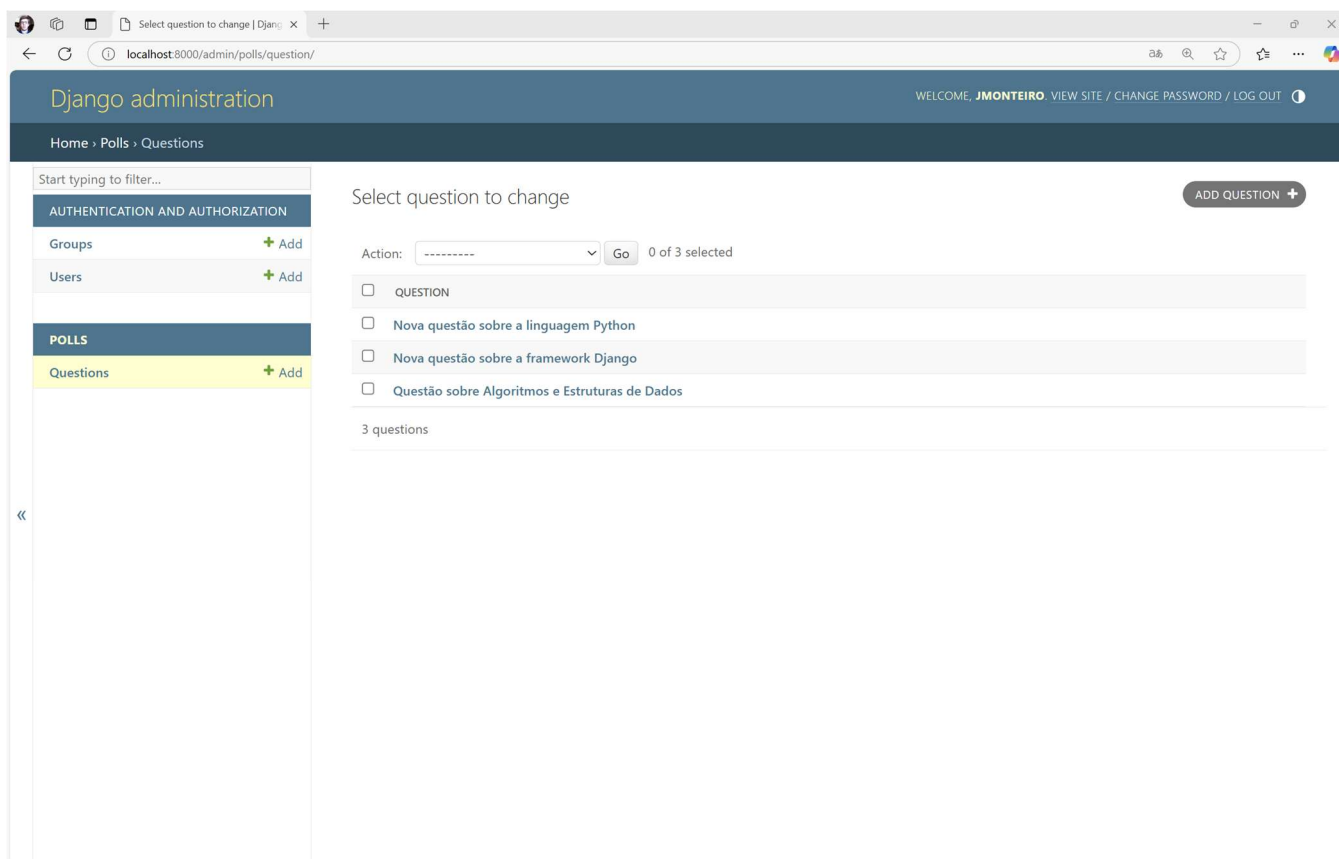 Select question to change | Djang
localhost:8000/admin/polls/question/
Django administration
WELCOME, JMONTEIRO. VIEW SITE / CHANGE PASSWORD / LOG OUT
Home › Polls › Questions
Start typing to filter...
AUTHENTICATION AND AUTHORIZATION
Groups + Add
Users + Add
POLLS
Questions + Add
Select question to change
ADD QUESTION +
Action: --------- Go 0 of 3 selected
QUESTION
Nova questão sobre a linguagem Python
Nova questão sobre a framework Django
Questão sobre Algoritmos e Estruturas de Dados
3 questions